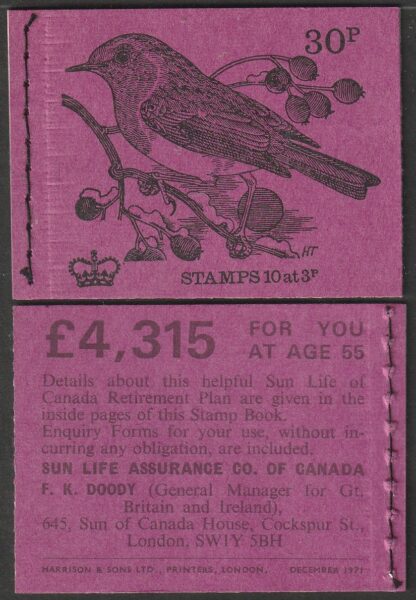 30P
HT
STAMPS 10 at 3P
£4,315 FOR YOU
AT AGE 55
Details about this helpful Sun Life of
Canada Retirement Plan are given in the
inside pages of this Stamp Book.
Enquiry Forms for your use, without in-
curring any obligation, are included.
SUN LIFE ASSURANCE CO. OF CANADA
F. K. DOODY (General Manager for Gt.
Britain and Ireland),
645, Sun of Canada House, Cockspur St.,
London, SW1Y 5BH
HARRISON & SONS LTD., PRINTERS, LONDON, DECEMBER 1971